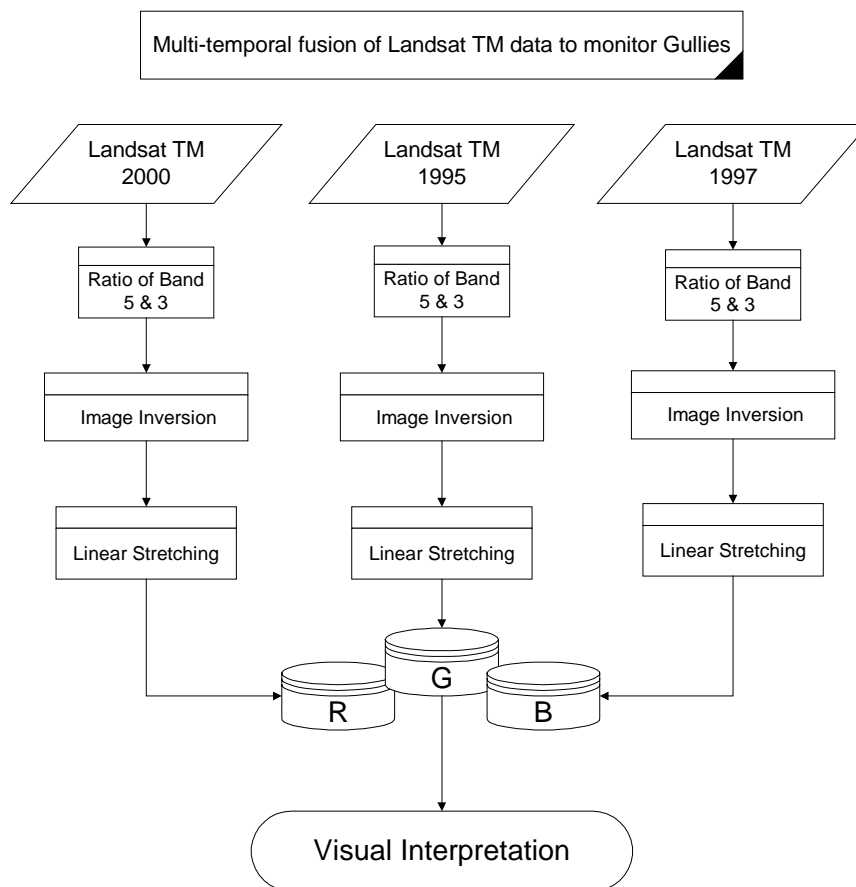 Multi-temporal fusion of Landsat TM data to monitor Gullies
Landsat TM
2000
Landsat TM
1995
Landsat TM
1997
Ratio of Band
5 & 3
Ratio of Band
5 & 3
Ratio of Band
5 & 3
Image Inversion
Image Inversion
Image Inversion
Linear Stretching
Linear Stretching
Linear Stretching
R
G
B
Visual Interpretation